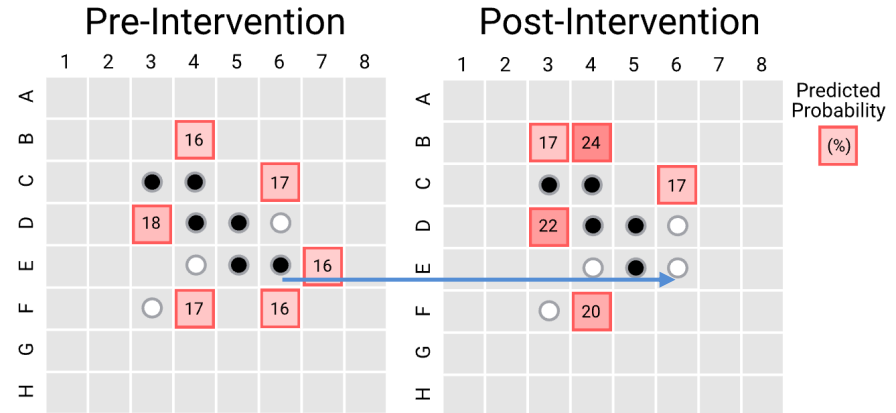 Pre-Intervention
Post-Intervention
1 2 3 4 5 6 7 8
1 2 3 4 5 6 7 8
Predicted
Probability
(%)
A
B 16
C 17
D 18
E 16
F 17 16
G
H
A
B 17 24
C 17
D 22
E
F 20
G
H